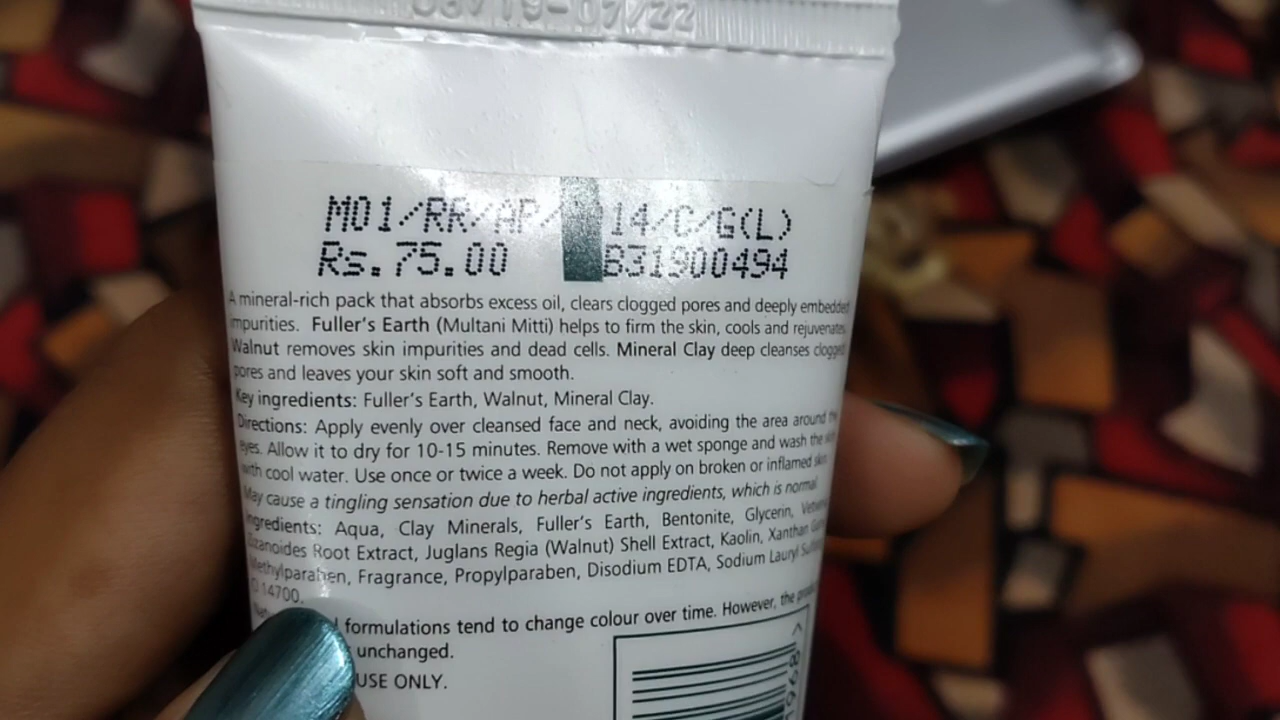 19-07/22
M01/RR/AP/ 14/C/G(L)
Rs.75.00 B31900494
A mineral-rich pack that absorbs excess oil, clears clogged pores and deeply embedded
impurities. Fuller's Earth (Multani Mitti) helps to firm the skin, cools and rejuvenates.
Walnut removes skin impurities and dead cells. Mineral Clay deep cleanses clogged
pores and leaves your skin soft and smooth.
Key ingredients: Fuller's Earth, Walnut, Mineral Clay.
Directions: Apply evenly over cleansed face and neck, avoiding the area around the
eyes. Allow it to dry for 10-15 minutes. Remove with a wet sponge and wash the skin
with cool water. Use once or twice a week. Do not apply on broken or inflamed skin.
May cause a tingling sensation due to herbal active ingredients, which is normal.
Ingredients: Aqua, Clay Minerals, Fuller's Earth, Bentonite, Glycerin,
Zizanoides Root Extract, Juglans Regia (Walnut) Shell Extract, Kaolin, Xanthan Gum,
Methylparaben, Fragrance, Propylparaben, Disodium EDTA, Sodium Lauryl
14700.
formulations tend to change colour over time. However, the
unchanged.
USE ONLY.